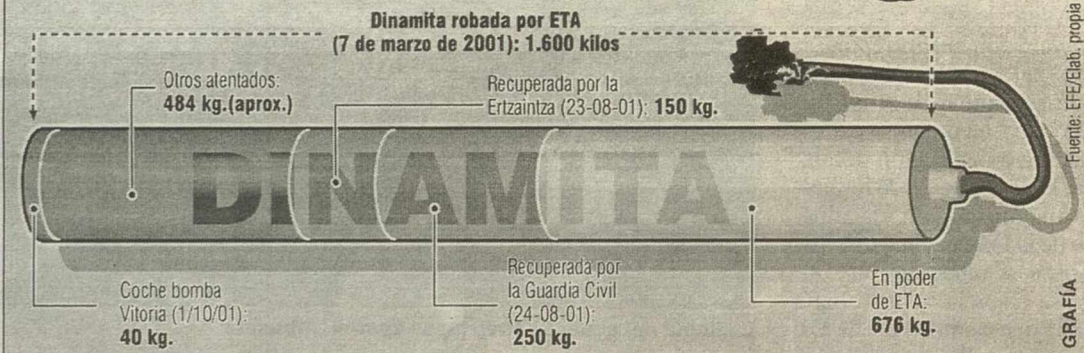 Dinamita robada por ETA
(7 de marzo de 2001): 1.600 kilos
Otros atentados:
484 kg.(aprox.)
Recuperada por la
Ertzaintza (23-08-01): 150 kg.
DINAMITA
Coche bomba
Vitoria (1/10/01):
40 kg.
Recuperada por
la Guardia Civil
(24-08-01):
250 kg.
En poder
de ETA:
676 kg.
Fuente: EFE/Elab. propia
GRAFÍA